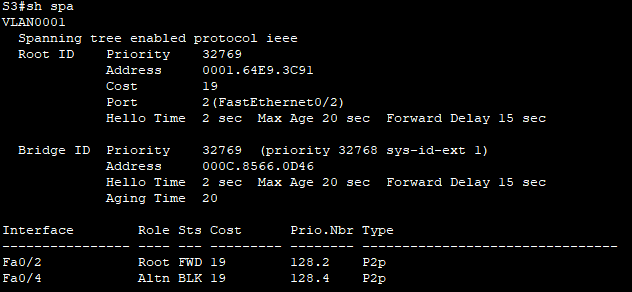 S3#sh spa
VLAN0001
  Spanning tree enabled protocol ieee
  Root ID    Priority    32769
             Address     0001.64E9.3C91
             Cost        19
             Port        2(FastEthernet0/2)
             Hello Time  2 sec  Max Age 20 sec  Forward Delay 15 sec

  Bridge ID  Priority    32769  (priority 32768 sys-id-ext 1)
             Address     000C.8566.0D46
             Hello Time  2 sec  Max Age 20 sec  Forward Delay 15 sec
             Aging Time  20

Interface        Role Sts Cost      Prio.Nbr Type
---------------- ---- --- --------- -------- --------------------------------
Fa0/2            Root FWD 19        128.2    P2p
Fa0/4            Altn BLK 19        128.4    P2p